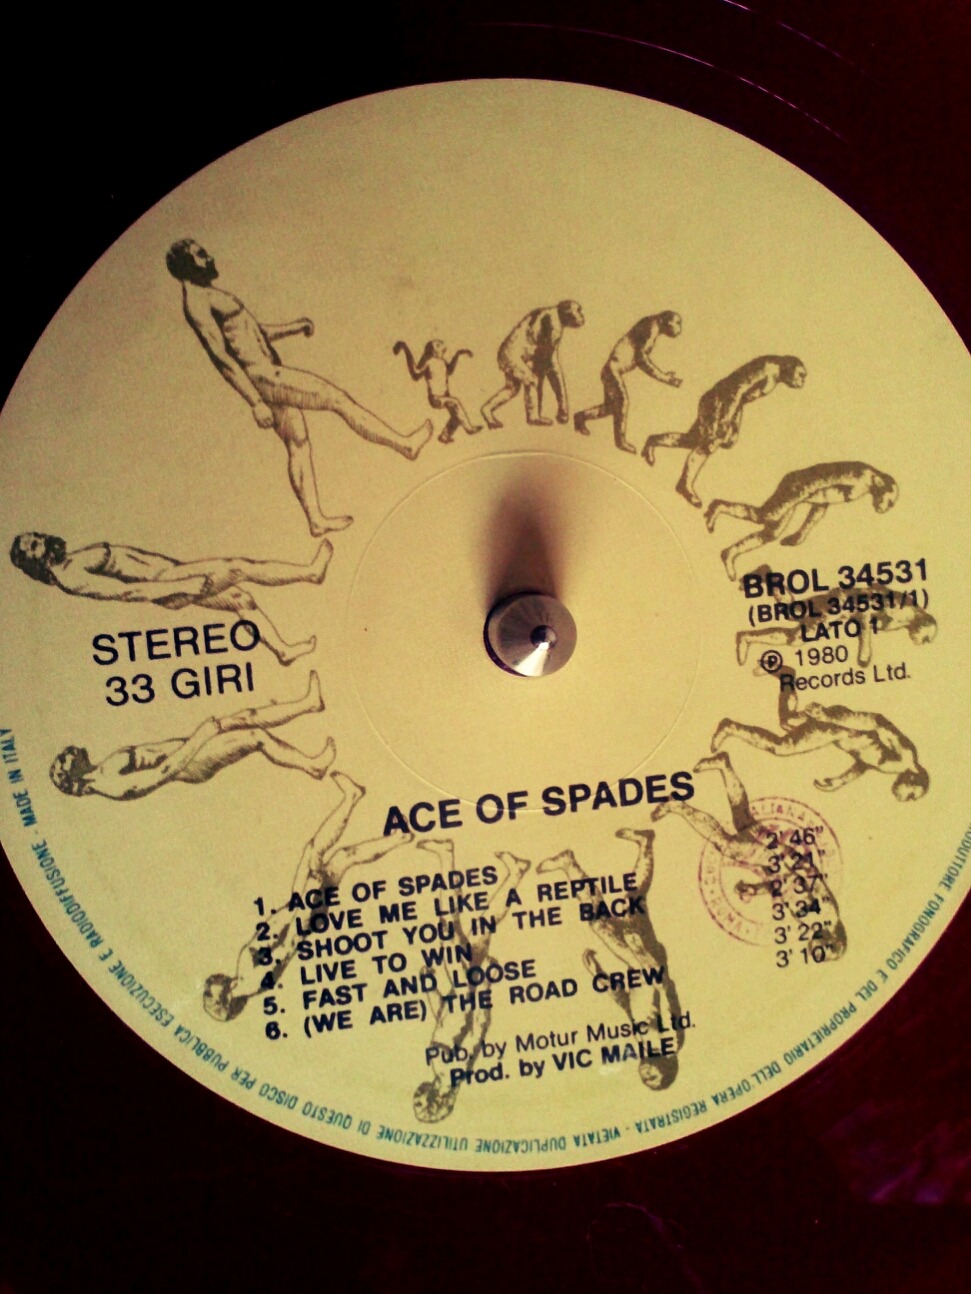 STEREO
33 GIRI
BROL 34531
(BROL 34531/1)
LATO 1
℗ 1980
Records Ltd.
ACE OF SPADES
1. ACE OF SPADES 2' 46"
2. LOVE ME LIKE A REPTILE 3' 21"
3. SHOOT YOU IN THE BACK 2' 37"
4. LIVE TO WIN 3' 34"
5. FAST AND LOOSE 3' 22"
6. (WE ARE) THE ROAD CREW 3' 10"
Pub. by Motur Music Ltd.
Prod. by VIC MAILE
DUTTORE FONOGRAFICO E DEL PROPRIETARIO DELL'OPERA REGISTRATA - VIETATA DUPLICAZIONE UTILIZZAZIONE DI QUESTO DISCO PER PUBBLICA ESECUZIONE E RADIODIFFUSIONE - MADE IN ITALY